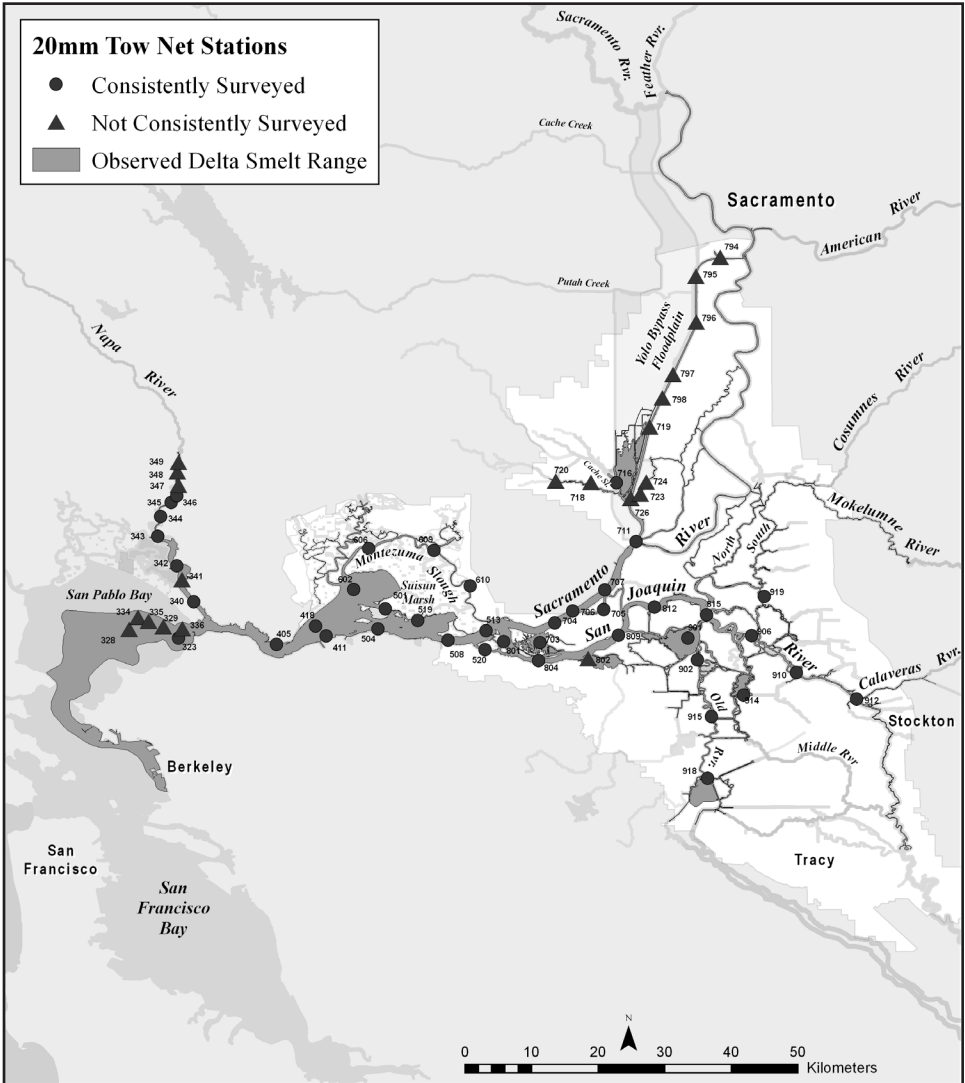 20mm Tow Net Stations
Consistently Surveyed
Not Consistently Surveyed
Observed Delta Smelt Range
Sacramento Rvr.
Feather Rvr.
Cache Creek
Sacramento
American
River
794
795
Putah Creek
796
Yolo Bypass
Floodplain
Napa
River
797
798
719
Cosumnes
River
349
348
347
345
346
344
343
720
718
Cache Sl.
716
724
723
726
711
River
North
South
Mokelumne
River
342
341
340
606
609
Montezuma
Slough
610
602
Suisun
Marsh
501
519
Sacramento
707
706
705
704
Joaquin
812
815
919
San Pablo Bay
334
335
329
336
328
323
405
418
411
504
508
513
520
801
703
804
San
809
802
901
902
906
River
910
Calaveras
Rvr.
912
914
Old
915
Stockton
Rvr.
Middle Rvr
918
Berkeley
San
Francisco
San
Francisco
Bay
Tracy
N
0 10 20 30 40 50
Kilometers